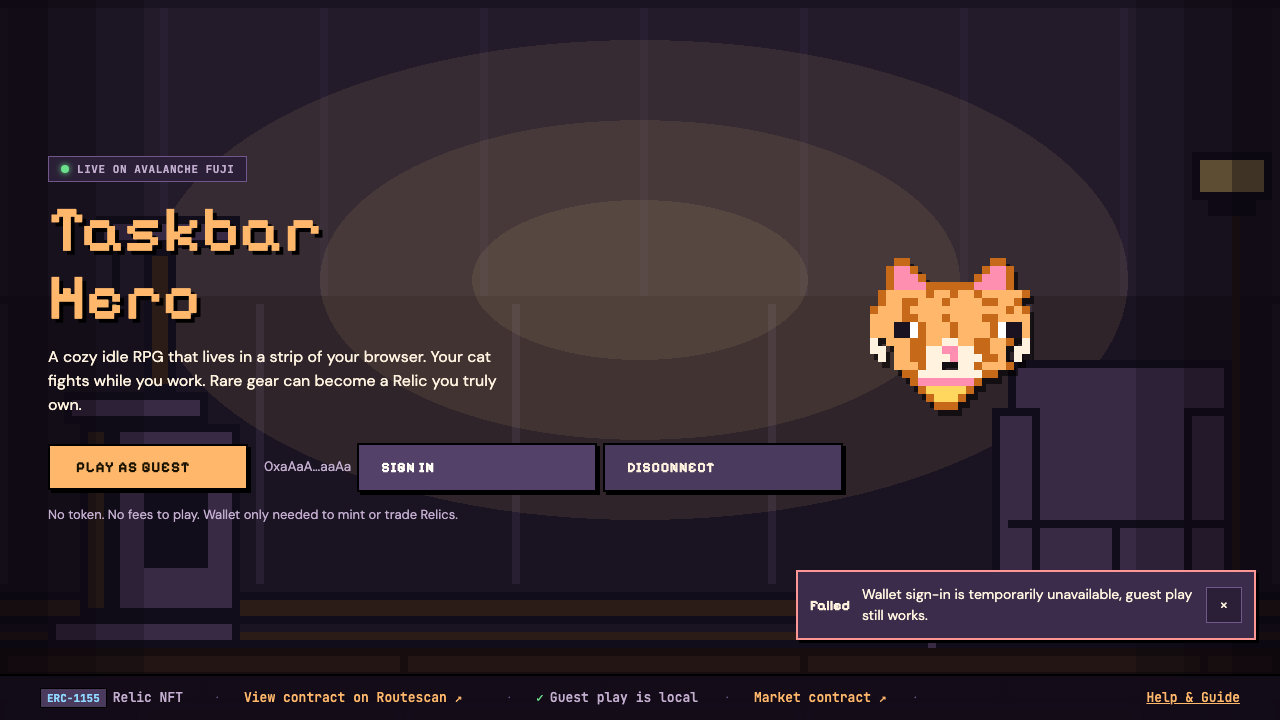 LIVE ON AVALANCHE FUJI
Taskbar
Hero
A cozy idle RPG that lives in a strip of your browser. Your cat
fights while you work. Rare gear can become a Relic you truly
own.
PLAY AS GUEST
0xaAaA…aaAa
SIGN IN
DISCONNECT
No token. No fees to play. Wallet only needed to mint or trade Relics.
Failed
Wallet sign-in is temporarily unavailable, guest play
still works.
×
ERC-1155 Relic NFT · View contract on Routescan ↗ · ✓ Guest play is local · Market contract ↗ · Help & Guide